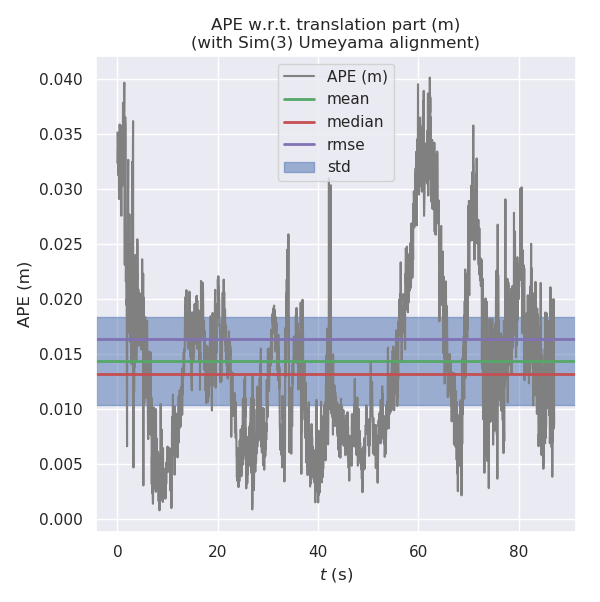 APE w.r.t. translation part (m)
(with Sim(3) Umeyama alignment)
APE (m)
mean
median
rmse
std
0.040
0.035
0.030
0.025
0.020
0.015
0.010
0.005
0.000
APE (m)
0 20 40 60 80
t (s)